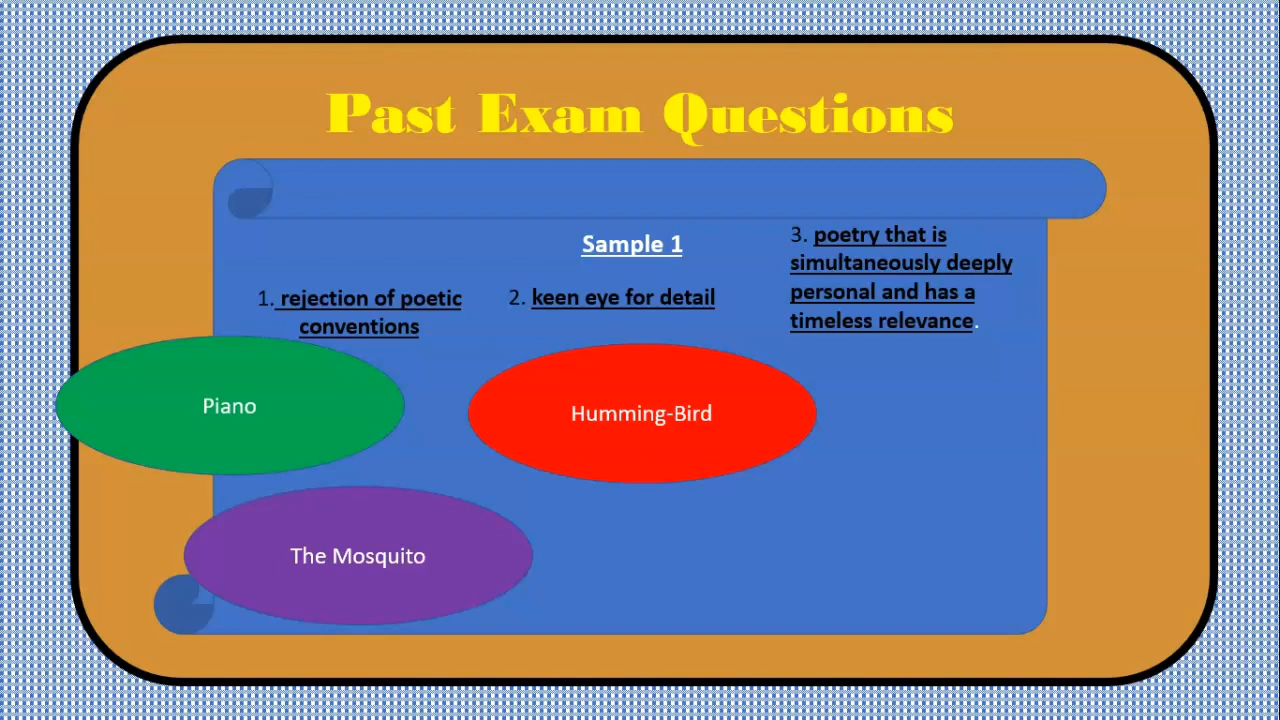 Past Exam Questions
Sample 1
1. rejection of poetic
conventions
2. keen eye for detail
3. poetry that is
simultaneously deeply
personal and has a
timeless relevance.
Piano
Humming-Bird
The Mosquito